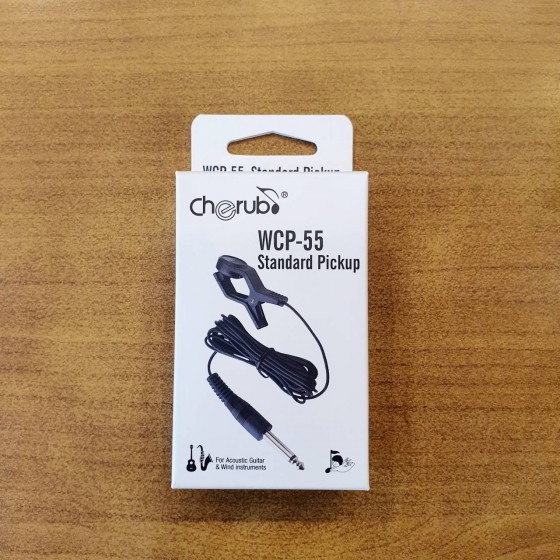 WCP-55 Standard Pickup
Cherub®
WCP-55
Standard Pickup
For Acoustic Guitar
& Wind instruments